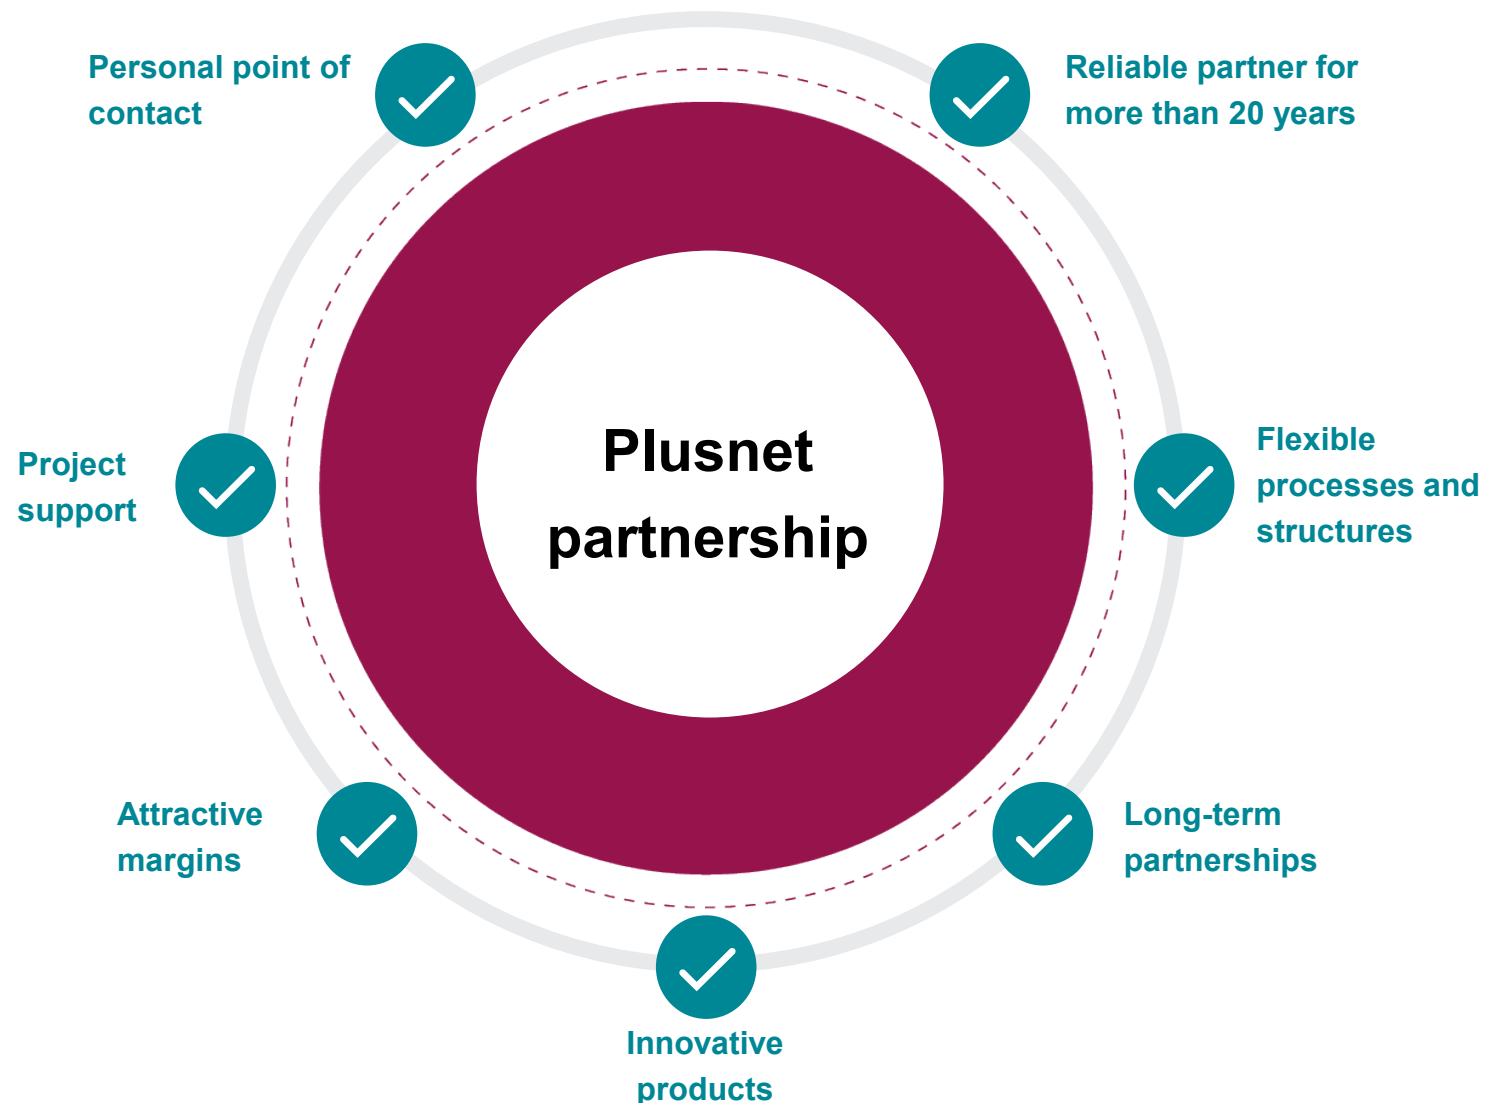 Personal point of
contact
Reliable partner for
more than 20 years
Project
support
Plusnet
partnership
Flexible
processes and
structures
Attractive
margins
Long-term
partnerships
Innovative
products